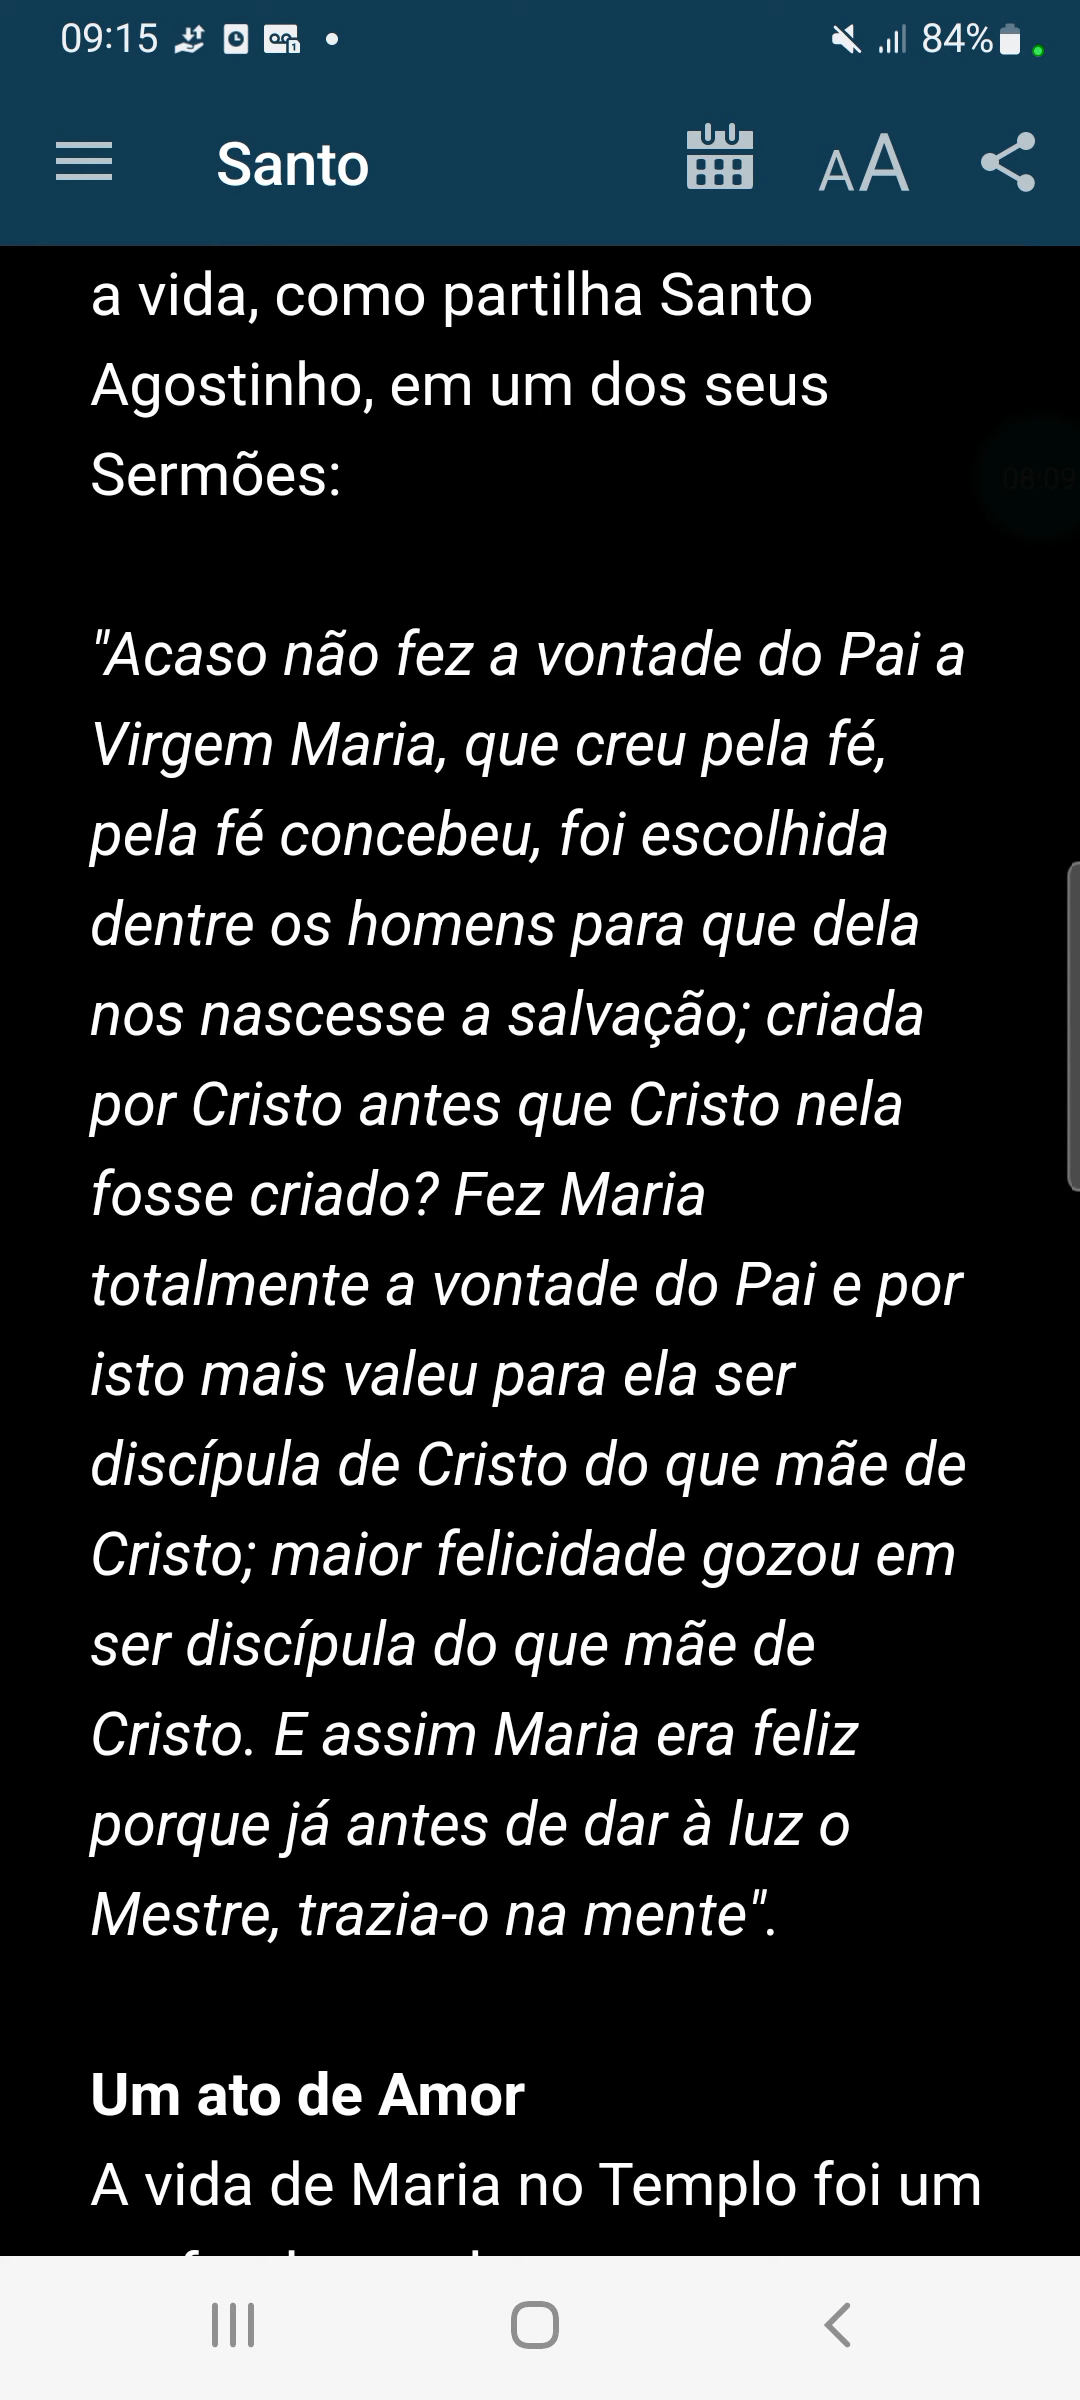 09:15
84%
Santo
AA
a vida, como partilha Santo
Agostinho, em um dos seus
Sermões:
08:09
"Acaso não fez a vontade do Pai a
Virgem Maria, que creu pela fé,
pela fé concebeu, foi escolhida
dentre os homens para que dela
nos nascesse a salvação; criada
por Cristo antes que Cristo nela
fosse criado? Fez Maria
totalmente a vontade do Pai e por
isto mais valeu para ela ser
discípula de Cristo do que mãe de
Cristo; maior felicidade gozou em
ser discípula do que mãe de
Cristo. E assim Maria era feliz
porque já antes de dar à luz o
Mestre, trazia-o na mente".
Um ato de Amor
A vida de Maria no Templo foi um